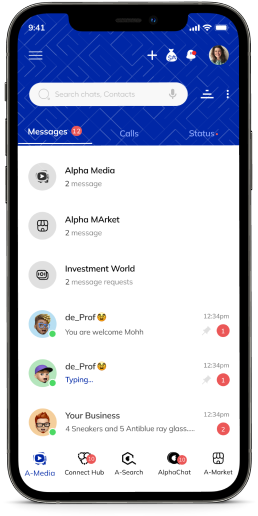 9:41
Search chats, Contacts
Messages 12 Calls Status
Alpha Media
2 message
Alpha MArket
2 message
Investment World
2 message requests
de_Prof 12:34pm
You are welcome Mohh 1
de_Prof 12:34pm
Typing... 1
Your Business 12:34pm
4 Sneakers and 5 Antiblue ray glass.... 2
A-Media Connect Hub A-Search AlphaChat A-Market